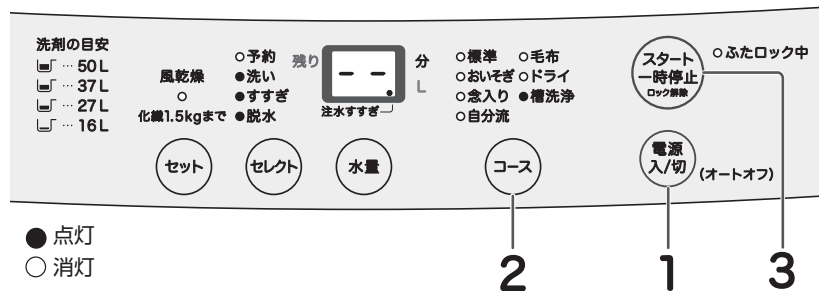 洗剤の目安
… 50L
… 37L
… 27L
… 16L
風乾燥
○
化繊1.5kgまで
セット
○予約
●洗い
●すすぎ
●脱水
セレクト
残り
--.
分
L
注水すすぎ
水量
○標準 ○毛布
○おいそぎ ○ドライ
○念入り ●槽洗浄
○自分流
コース
スタート
一時停止
ロック解除
○ふたロック中
電源
入/切
(オートオフ)
●点灯
○消灯
2
1
3